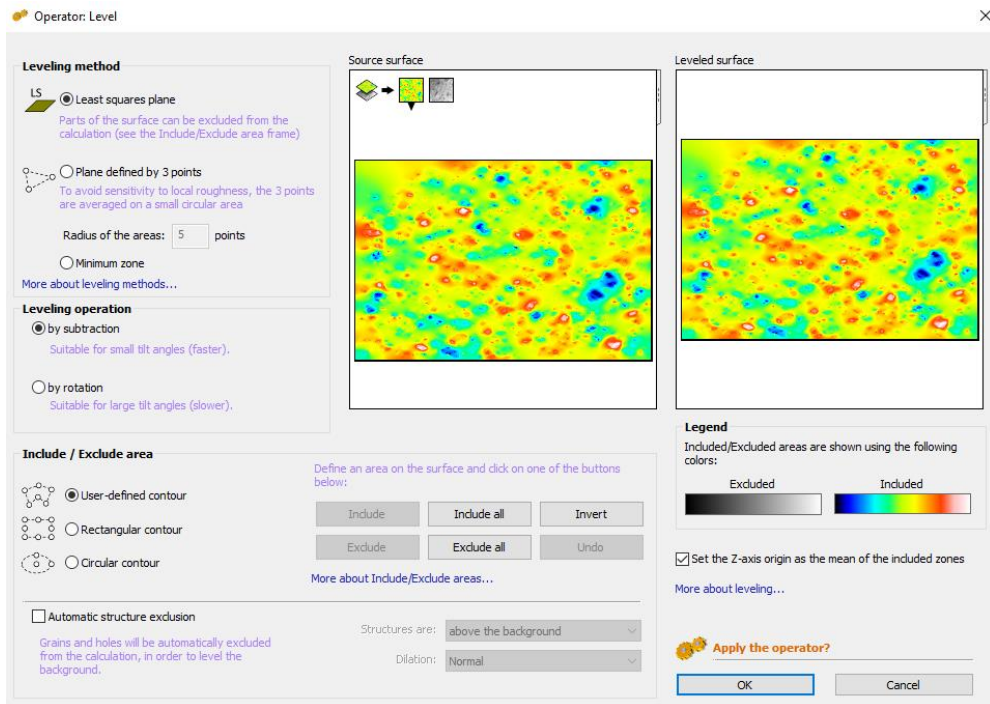 Operator: Level
Leveling method
LS
Least squares plane
Parts of the surface can be excluded from the
calculation (see the Include/Exclude area frame)
Plane defined by 3 points
To avoid sensitivity to local roughness, the 3 points
are averaged on a small circular area
Radius of the areas: 5 points
Minimum zone
More about leveling methods...
Leveling operation
by subtraction
Suitable for small tilt angles (faster).
by rotation
Suitable for large tilt angles (slower).
Source surface
Leveled surface
Include / Exclude area
User-defined contour
Rectangular contour
Circular contour
Define an area on the surface and click on one of the buttons
below:
Include Include all Invert
Exclude Exclude all Undo
More about Include/Exclude areas...
Automatic structure exclusion
Grains and holes will be automatically excluded
from the calculation, in order to level the
background.
Structures are: above the background
Dilation: Normal
Legend
Included/Excluded areas are shown using the following
colors:
Excluded Included
Set the Z-axis origin as the mean of the included zones
More about leveling...
Apply the operator?
OK Cancel